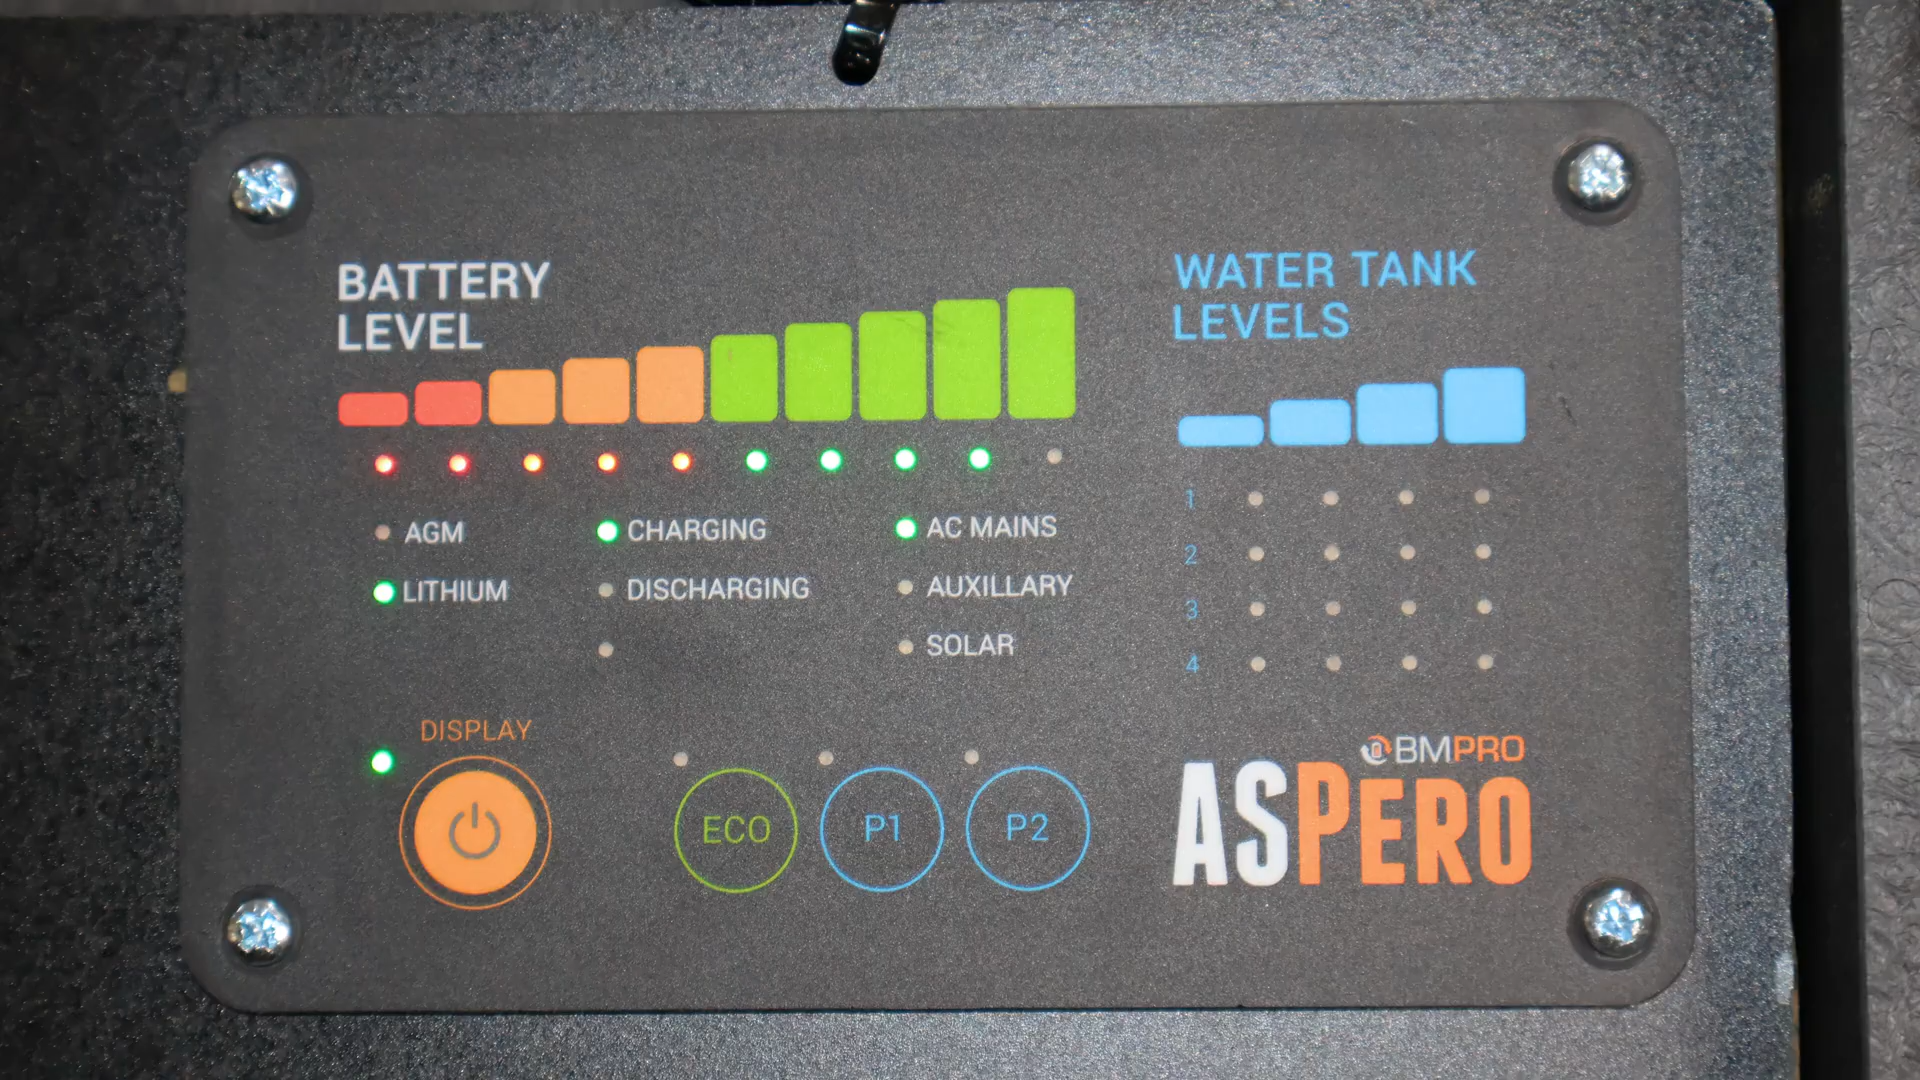 BATTERY
LEVEL
WATER TANK
LEVELS
AGM
CHARGING
AC MAINS
LITHIUM
DISCHARGING
AUXILLARY
SOLAR
1
2
3
4
DISPLAY
ECO
P1
P2
BMPRO
ASPERO